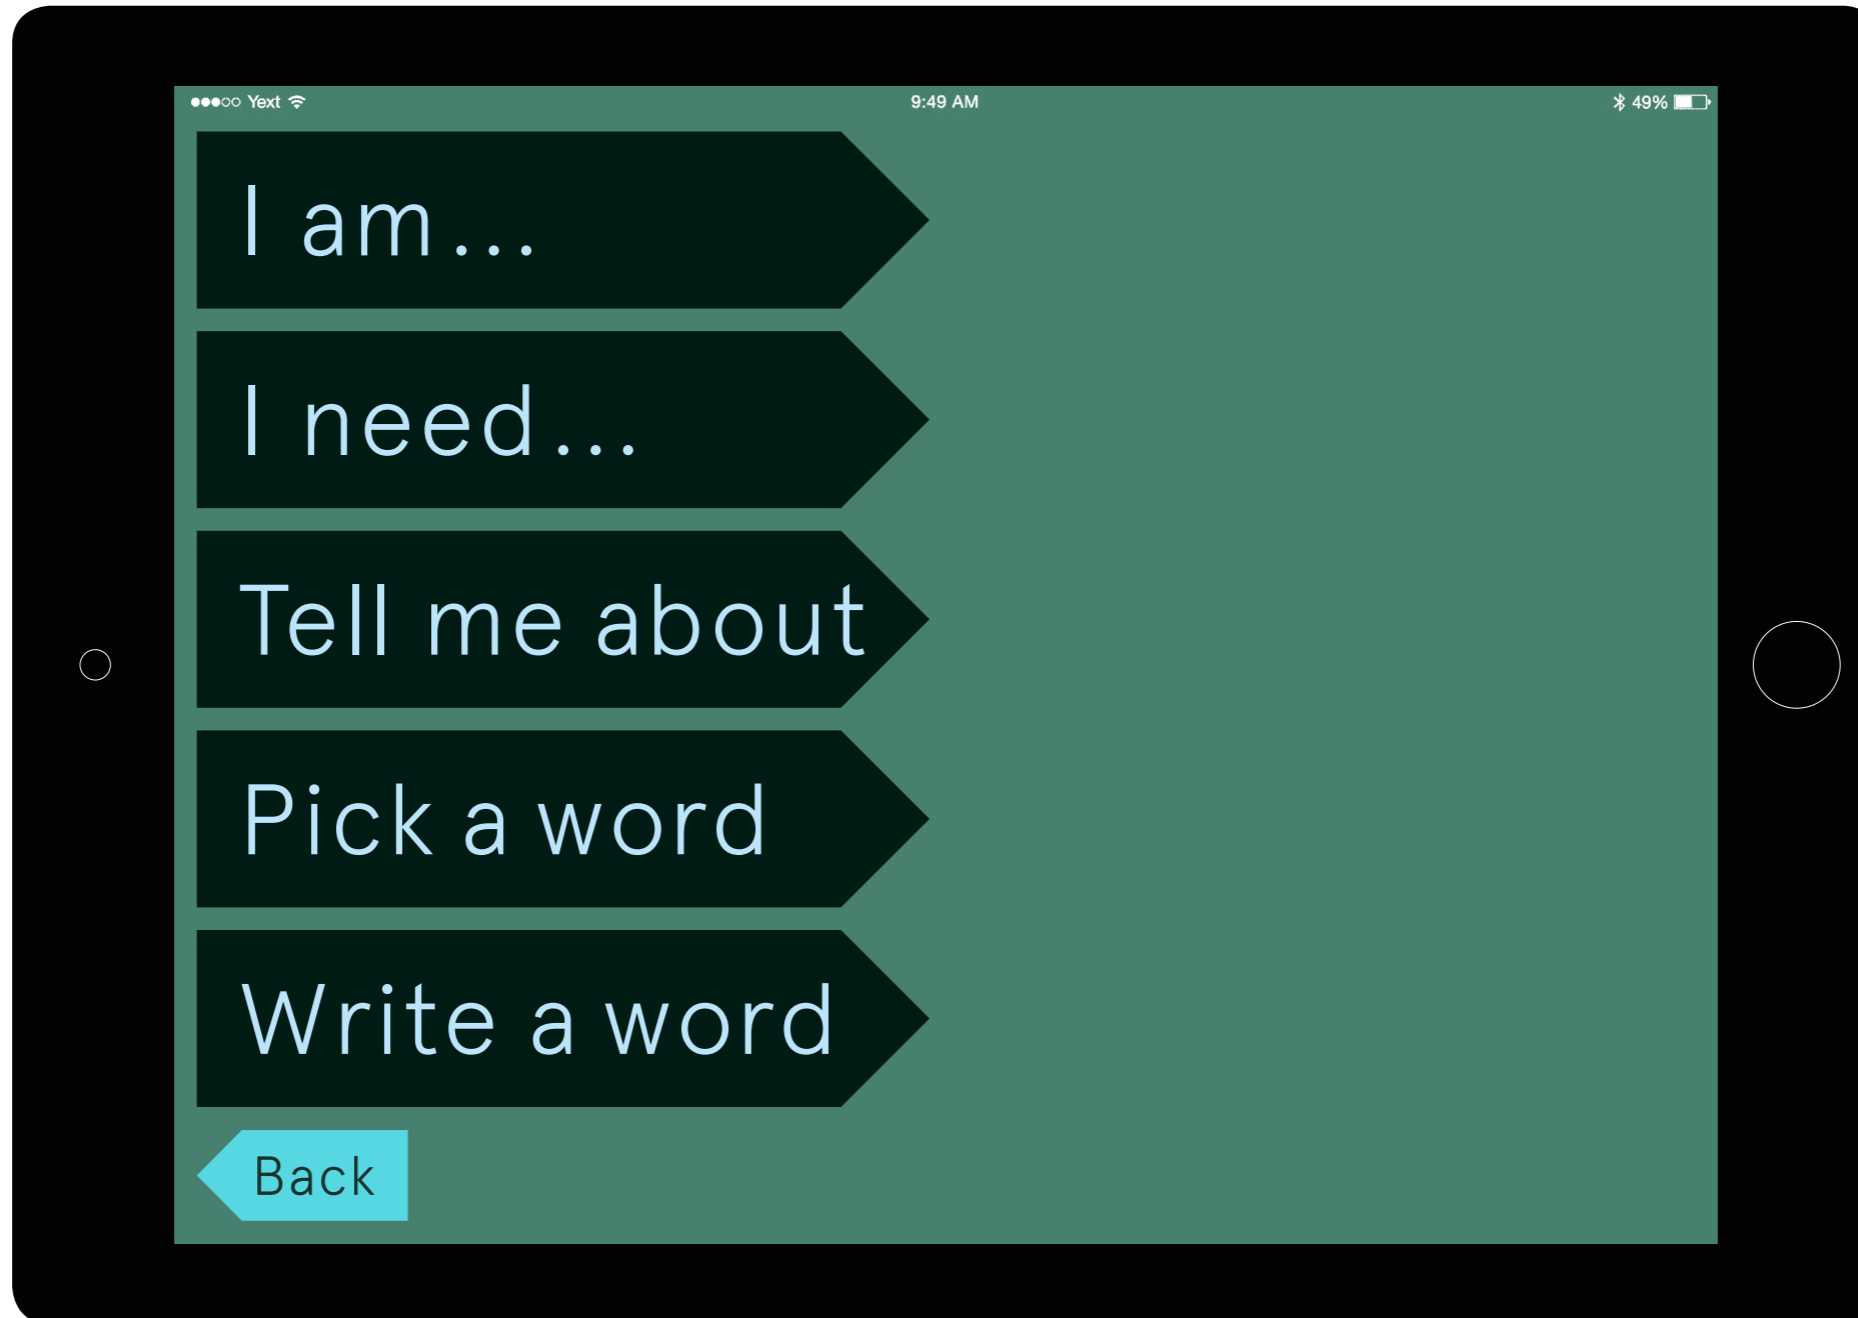 Yext 9:49 AM 49%
I am...
I need...
Tell me about
Pick a word
Write a word
Back